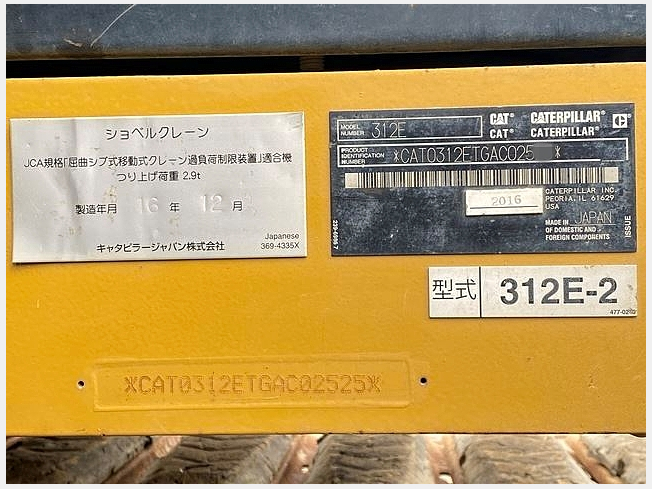 ショベルクレーン
JCA規格「屈曲ジブ式移動式クレーン過負荷制限装置」適合機
つり上げ荷重 2.9t
製造年月 16 年 12 月
Japanese
キャタピラージャパン株式会社 369-4335X
MODEL NUMBER 312E
CAT® CATERPILLAR®
CAT® CATERPILLAR®
PRODUCT IDENTIFICATION NUMBER *CAT0312ETGAC025 *
2016
CATERPILLAR INC.
PEORIA, IL 61629
USA
MADE IN JAPAN
OF DOMESTIC AND
FOREIGN COMPONENTS
ISSUE
型式 312E-2
*CAT0312ETGAC02525*